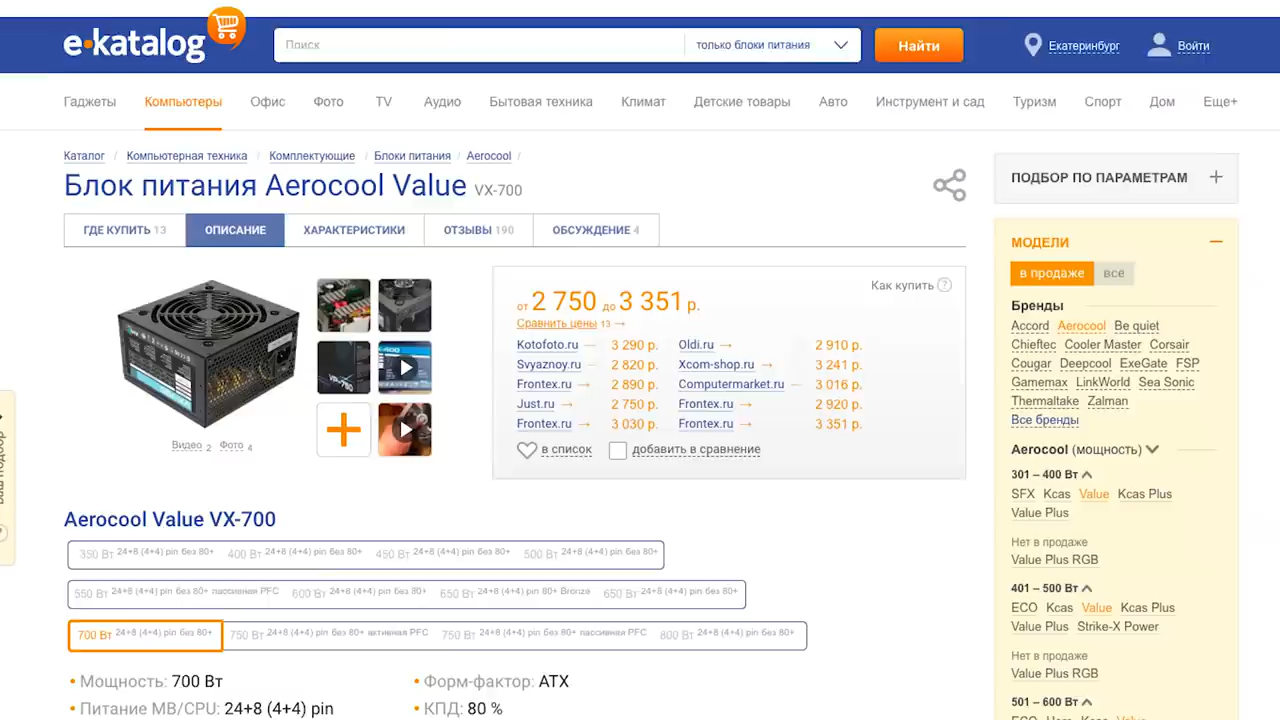 e-katalog
Поиск
только блоки питания
Найти
Екатеринбург
Войти
Гаджеты Компьютеры Офис Фото TV Аудио Бытовая техника Климат Детские товары Авто Инструмент и сад Туризм Спорт Дом Еще+
Каталог / Компьютерная техника / Комплектующие / Блоки питания / Aerocool /
Блок питания Aerocool Value VX-700
ГДЕ КУПИТЬ 13 ОПИСАНИЕ ХАРАКТЕРИСТИКИ ОТЗЫВЫ 190 ОБСУЖДЕНИЕ 4
Видео 2 Фото 4
Как купить ?
от 2 750 до 3 351 р.
Сравнить цены 13 →
Kotofoto.ru → 3 290 р. Oldi.ru → 2 910 р.
Svyaznoy.ru → 2 820 р. Xcom-shop.ru → 3 241 р.
Frontex.ru → 2 890 р. Computermarket.ru → 3 016 р.
Just.ru → 2 750 р. Frontex.ru → 2 920 р.
Frontex.ru → 3 030 р. Frontex.ru → 3 351 р.
в список добавить в сравнение
Aerocool Value VX-700
350 Вт 24+8 (4+4) pin без 80+ 400 Вт 24+8 (4+4) pin без 80+ 450 Вт 24+8 (4+4) pin без 80+ 500 Вт 24+8 (4+4) pin без 80+
550 Вт 24+8 (4+4) pin без 80+ пассивная PFC 600 Вт 24+8 (4+4) pin без 80+ 650 Вт 24+8 (4+4) pin 80+ Bronze 650 Вт 24+8 (4+4) pin без 80+
700 Вт 24+8 (4+4) pin без 80+ 750 Вт 24+8 (4+4) pin без 80+ активная PFC 750 Вт 24+8 (4+4) pin без 80+ пассивная PFC 800 Вт 24+8 (4+4) pin без 80+
• Мощность: 700 Вт • Форм-фактор: ATX
• Питание MB/CPU: 24+8 (4+4) pin • КПД: 80 %
ПОДБОР ПО ПАРАМЕТРАМ +
МОДЕЛИ
в продаже все
Бренды
Accord Aerocool Be quiet
Chieftec Cooler Master Corsair
Cougar Deepcool ExeGate FSP
Gamemax LinkWorld Sea Sonic
Thermaltake Zalman
Все бренды
Aerocool (мощность)
301 – 400 Вт
SFX Kcas Value Kcas Plus
Value Plus
Нет в продаже
Value Plus RGB
401 – 500 Вт
ECO Kcas Value Kcas Plus
Value Plus Strike-X Power
Нет в продаже
Value Plus RGB
501 – 600 Вт